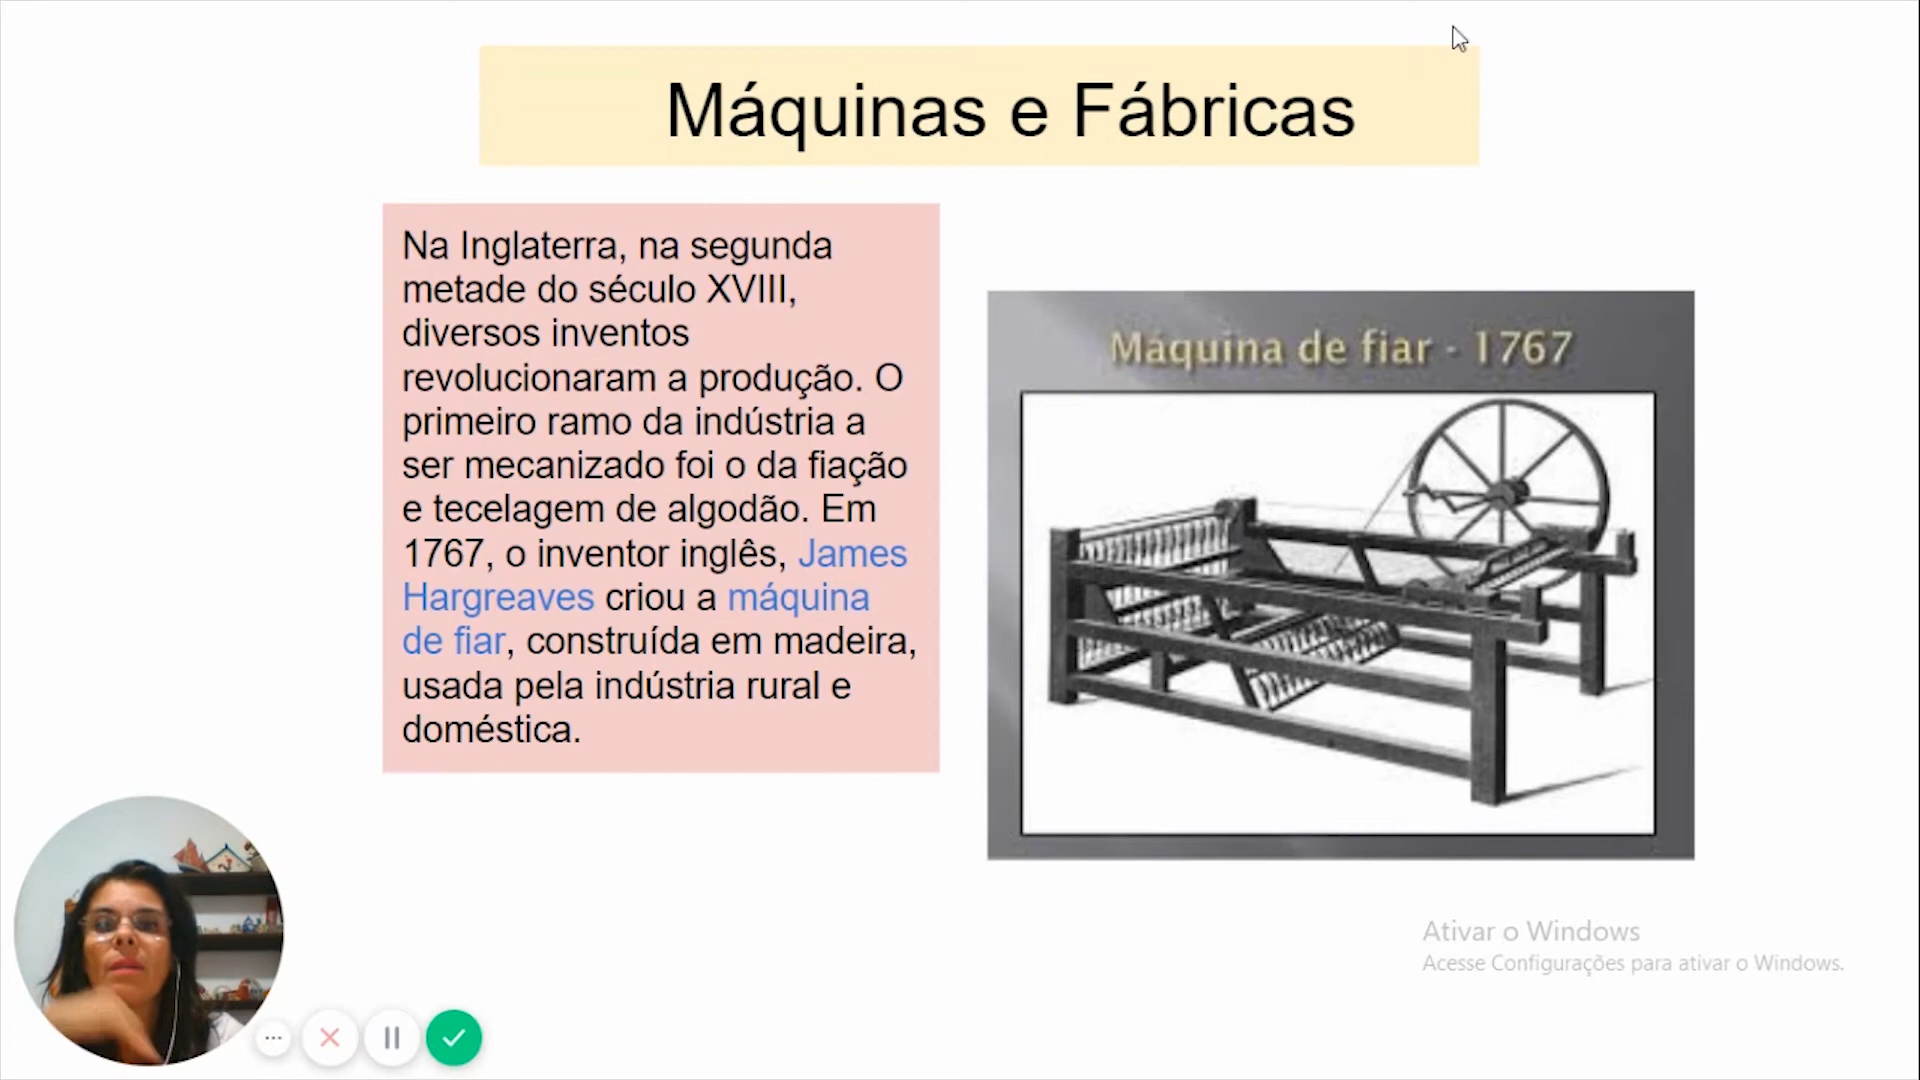 Máquinas e Fábricas
Na Inglaterra, na segunda
metade do século XVIII,
diversos inventos
revolucionaram a produção. O
primeiro ramo da indústria a
ser mecanizado foi o da fiação
e tecelagem de algodão. Em
1767, o inventor inglês, James
Hargreaves criou a máquina
de fiar, construída em madeira,
usada pela indústria rural e
doméstica.
Máquina de fiar - 1767
Ativar o Windows
Acesse Configurações para ativar o Windows.